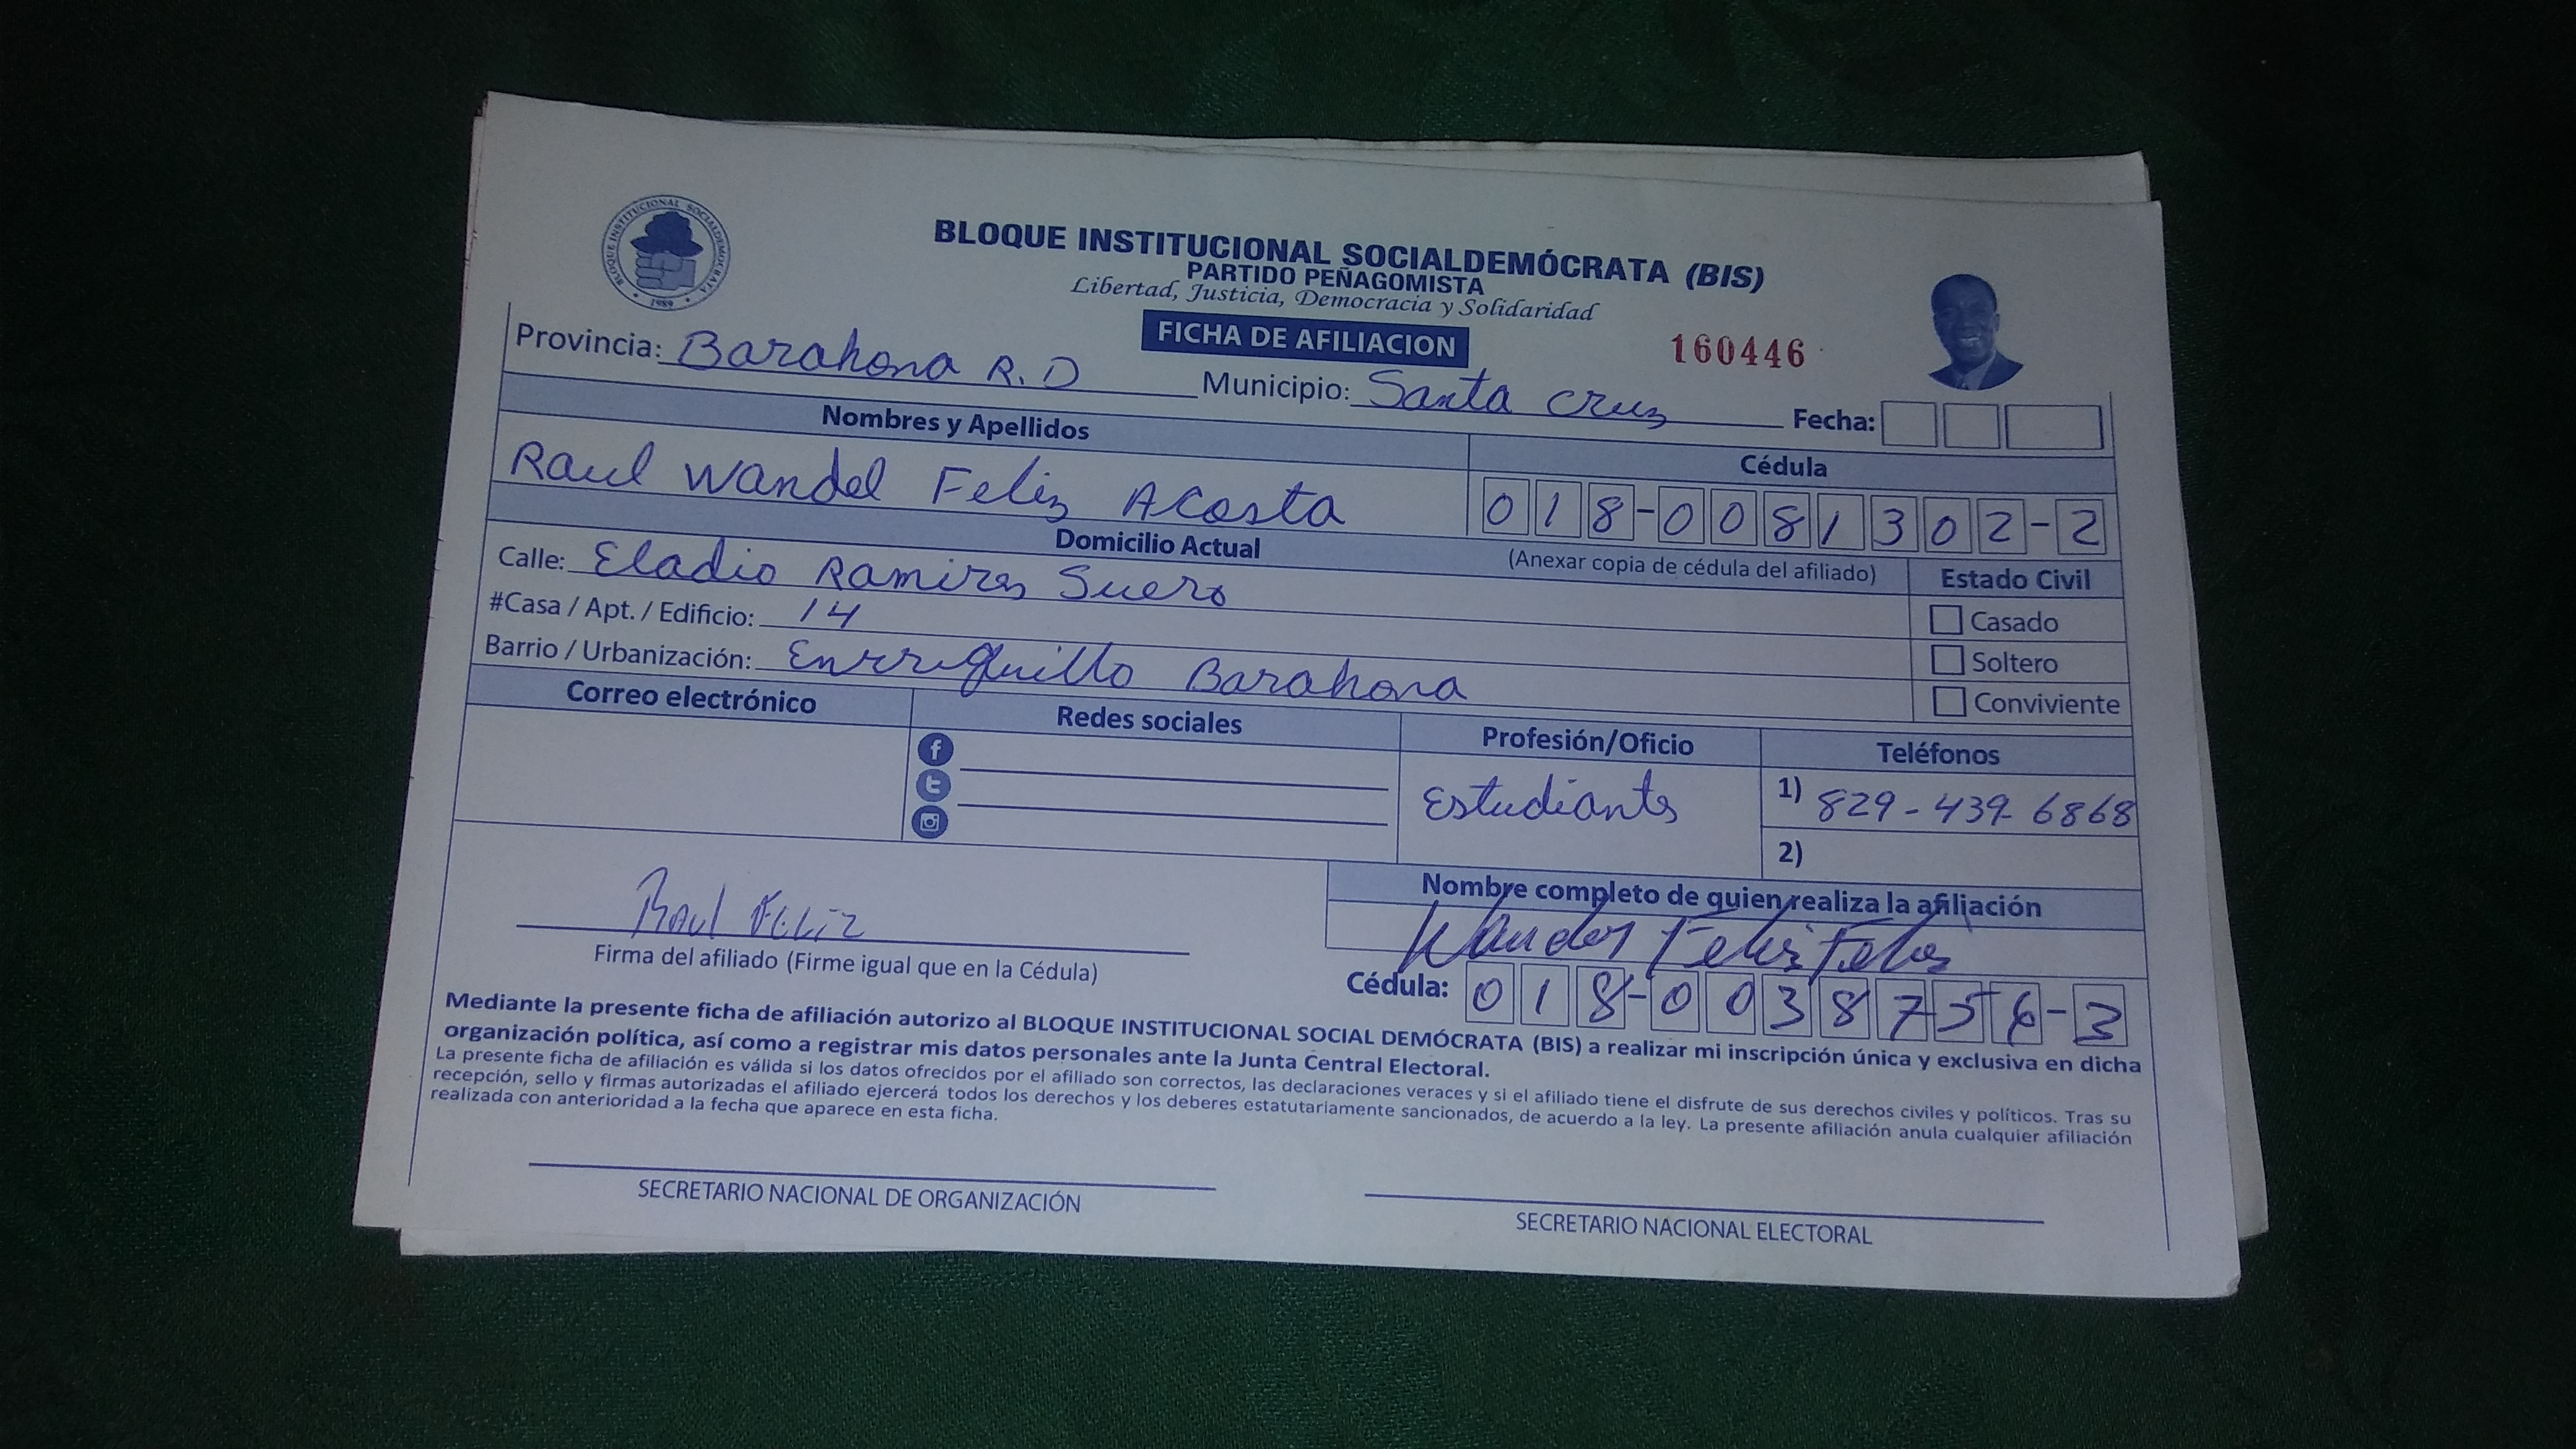 BLOQUE INSTITUCIONAL SOCIALDEMOCRATA
1989
BLOQUE INSTITUCIONAL SOCIALDEMÓCRATA (BIS)
PARTIDO PEÑAGOMISTA
Libertad, Justicia, Democracia y Solidaridad
FICHA DE AFILIACION
160446
Provincia: Barahona R.D Municipio: Santa Cruz Fecha:
Nombres y Apellidos Cédula
Raul Wandel Feliz Acosta 018-0081302-2
Domicilio Actual (Anexar copia de cédula del afiliado) Estado Civil
Calle: Eladio Ramirez Suero
Casado
#Casa / Apt. / Edificio: 14
Soltero
Barrio / Urbanización: Enrriquillo Barahona
Conviviente
Correo electrónico Redes sociales Profesión/Oficio Teléfonos
Estudiante 1) 829-439-6868
2)
Nombre completo de quien realiza la afiliación
Raul Feliz
Firma del afiliado (Firme igual que en la Cédula)
Cédula: 018-0038756-3
Mediante la presente ficha de afiliación autorizo al BLOQUE INSTITUCIONAL SOCIAL DEMÓCRATA (BIS) a realizar mi inscripción única y exclusiva en dicha
organización política, así como a registrar mis datos personales ante la Junta Central Electoral.
La presente ficha de afiliación es válida si los datos ofrecidos por el afiliado son correctos, las declaraciones veraces y si el afiliado tiene el disfrute de sus derechos civiles y políticos. Tras su
recepción, sello y firmas autorizadas el afiliado ejercerá todos los derechos y los deberes estatutariamente sancionados, de acuerdo a la ley. La presente afiliación anula cualquier afiliación
realizada con anterioridad a la fecha que aparece en esta ficha.
SECRETARIO NACIONAL DE ORGANIZACIÓN
SECRETARIO NACIONAL ELECTORAL